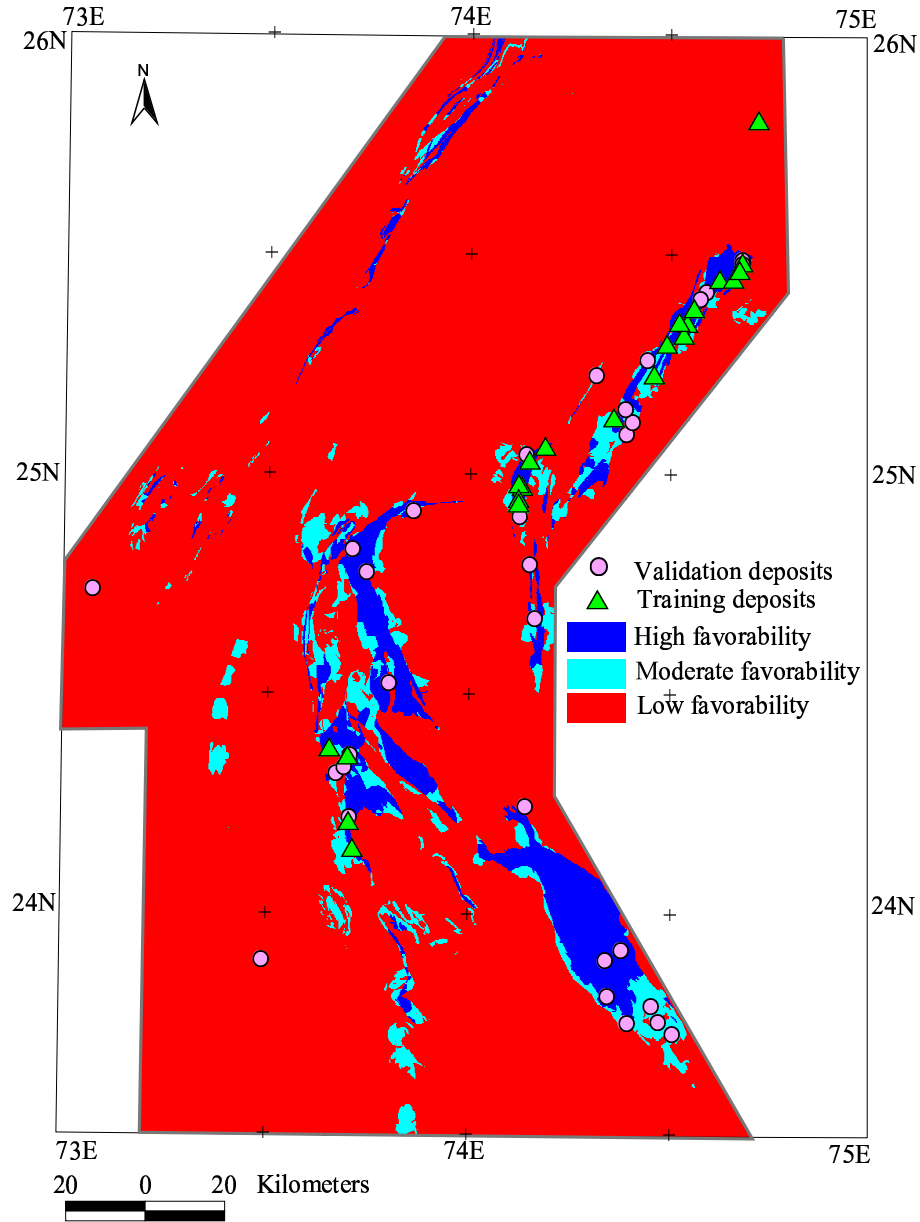 73E 74E 75E
26N 26N
N
25N 25N
Validation deposits
Training deposits
High favorability
Moderate favorability
Low favorability
24N 24N
73E 74E 75E
20 0 20 Kilometers